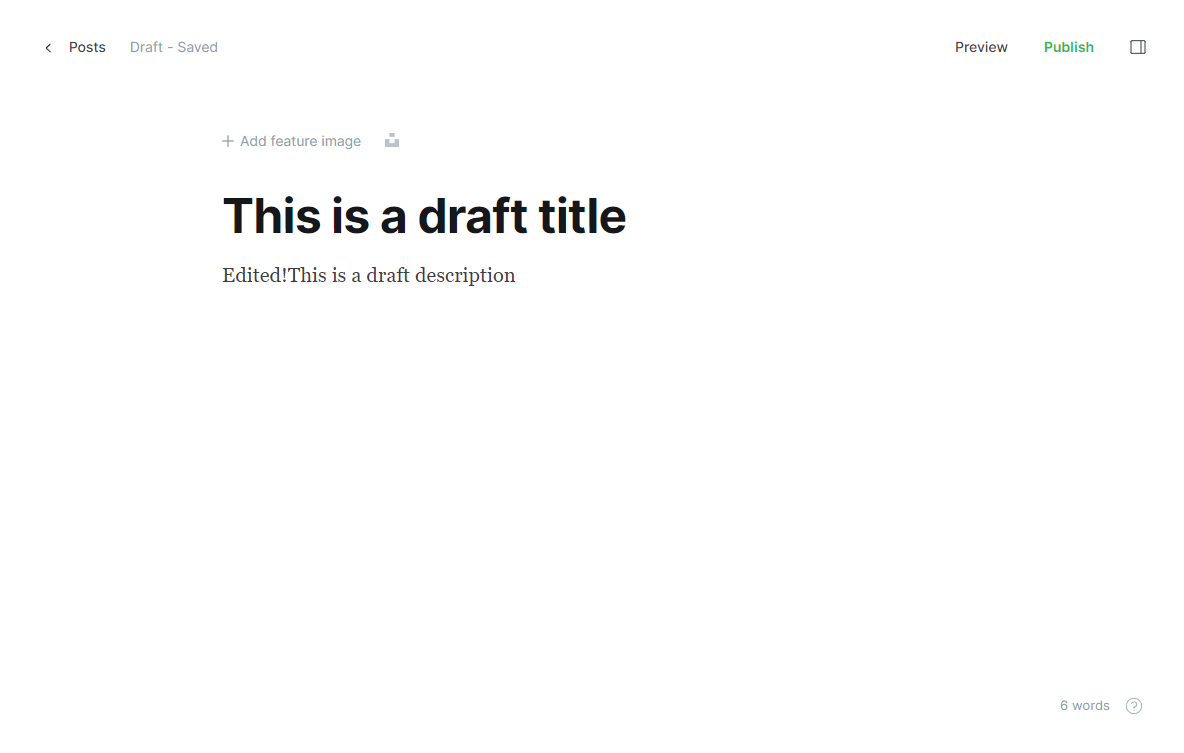 Posts Draft - Saved Preview Publish
Add feature image
This is a draft title
Edited!This is a draft description
6 words